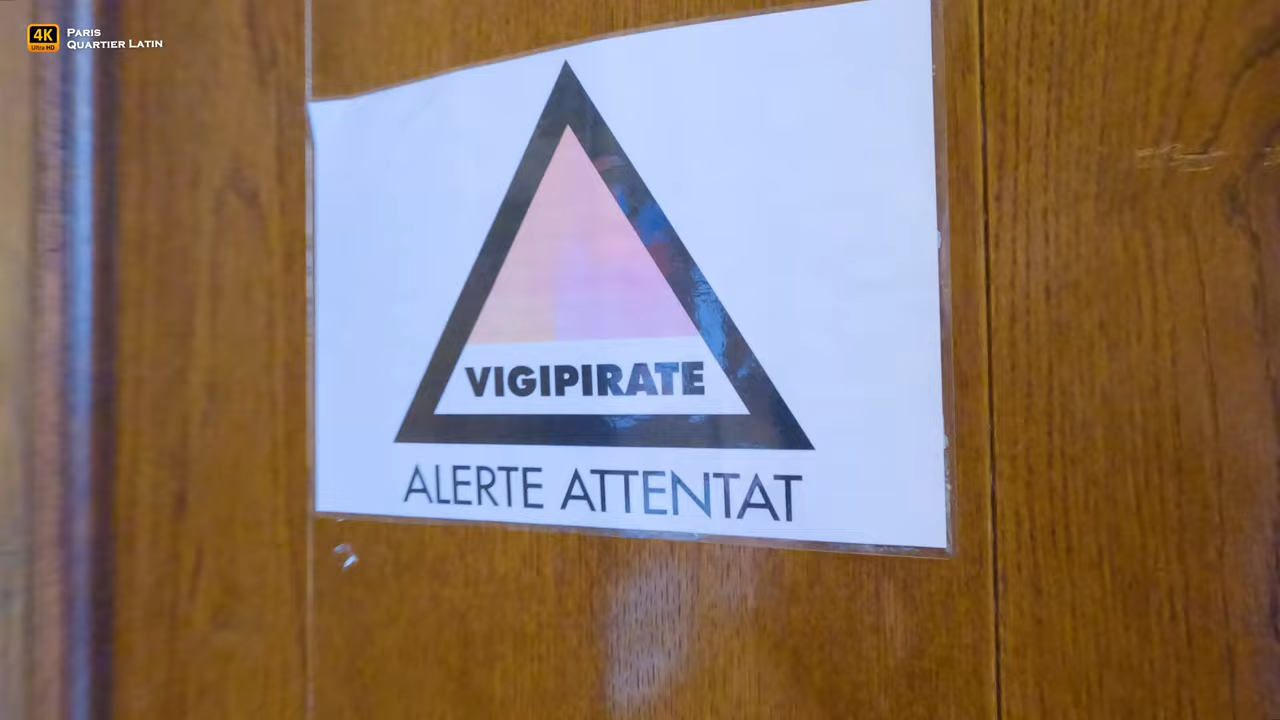 4K
Ultra HD
PARIS
QUARTIER LATIN
VIGIPIRATE
ALERTE ATTENTAT